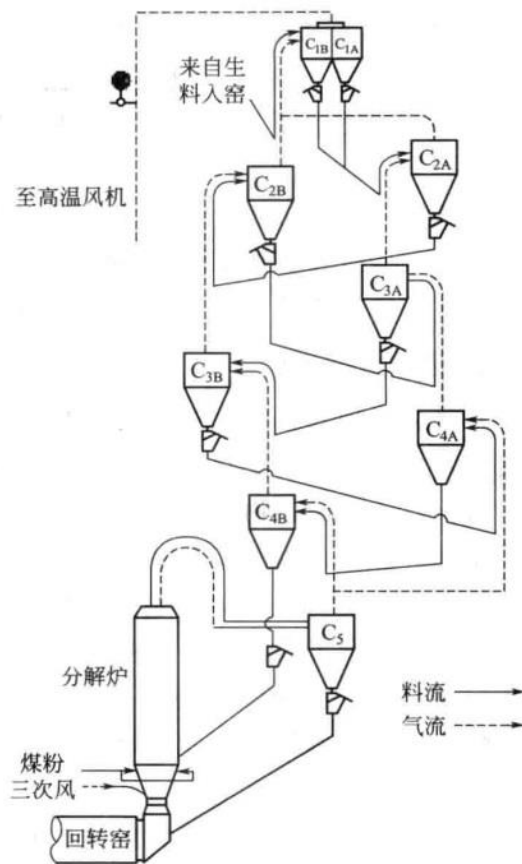 C1B C1A
来自生
料入窑
C2A
C2B
至高温风机
C3A
C3B
C4A
C4B
C5
分解炉
料流
气流
煤粉
三次风
回转窑